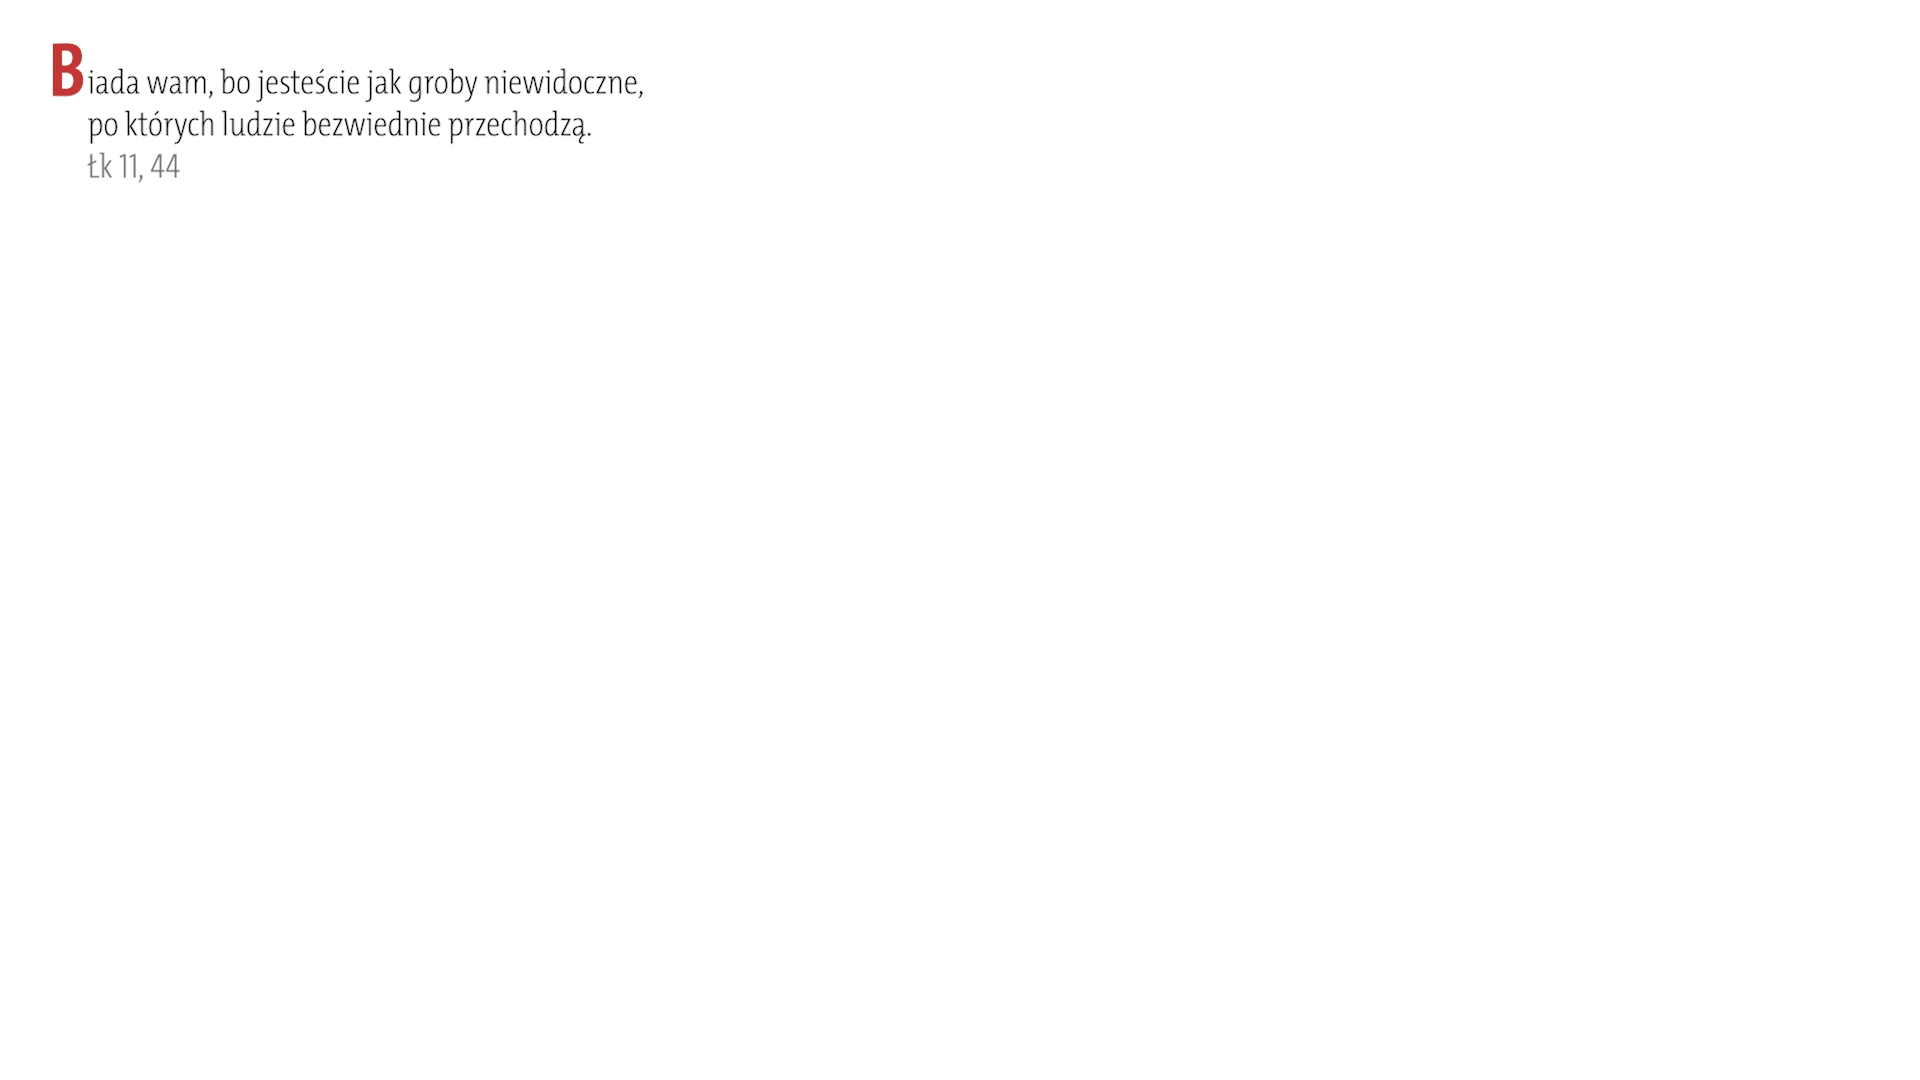 Biada wam, bo jesteście jak groby niewidoczne,
po których ludzie bezwiednie przechodzą.
Łk 11, 44